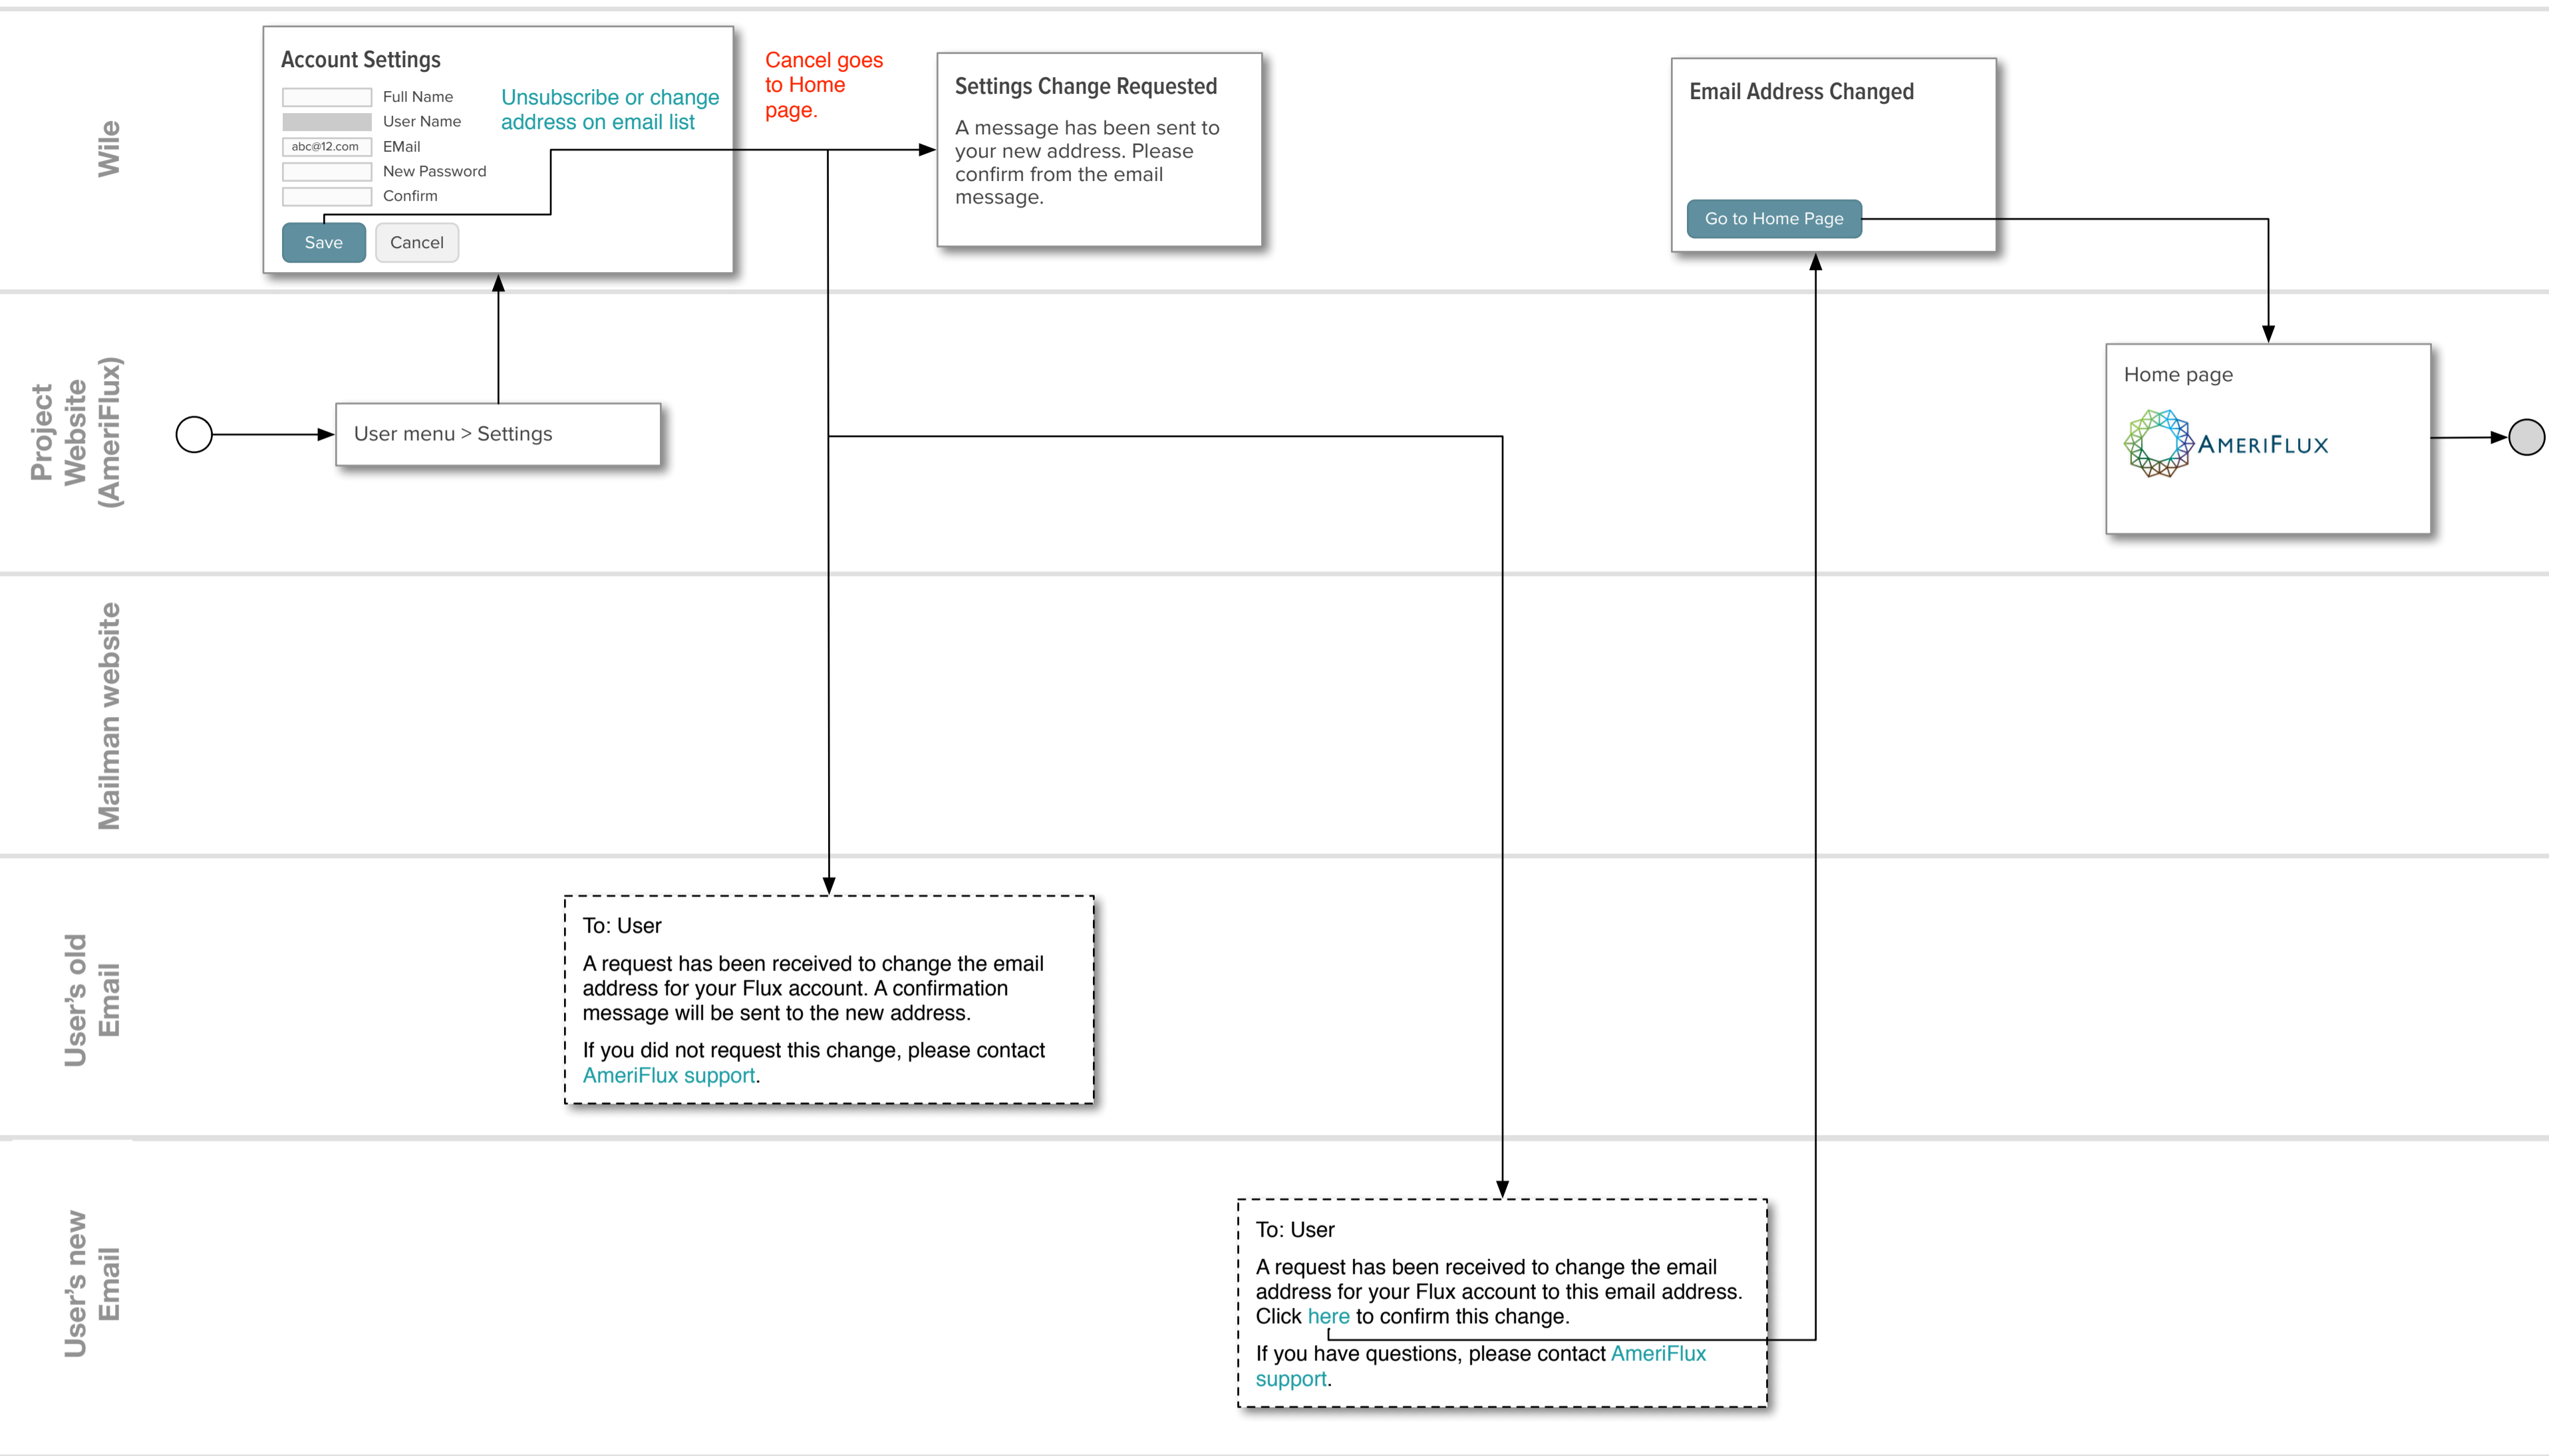 Wile
Account Settings
Full Name
User Name
abc@12.com EMail
New Password
Confirm
Save Cancel
Unsubscribe or change
address on email list
Cancel goes
to Home
page.
Settings Change Requested
A message has been sent to
your new address. Please
confirm from the email
message.
Email Address Changed
Go to Home Page
Project
Website
(AmeriFlux)
User menu > Settings
Home page
AMERIFLUX
Mailman website
User's old
Email
To: User
A request has been received to change the email
address for your Flux account. A confirmation
message will be sent to the new address.
If you did not request this change, please contact
AmeriFlux support.
User's new
Email
To: User
A request has been received to change the email
address for your Flux account to this email address.
Click here to confirm this change.
If you have questions, please contact AmeriFlux
support.